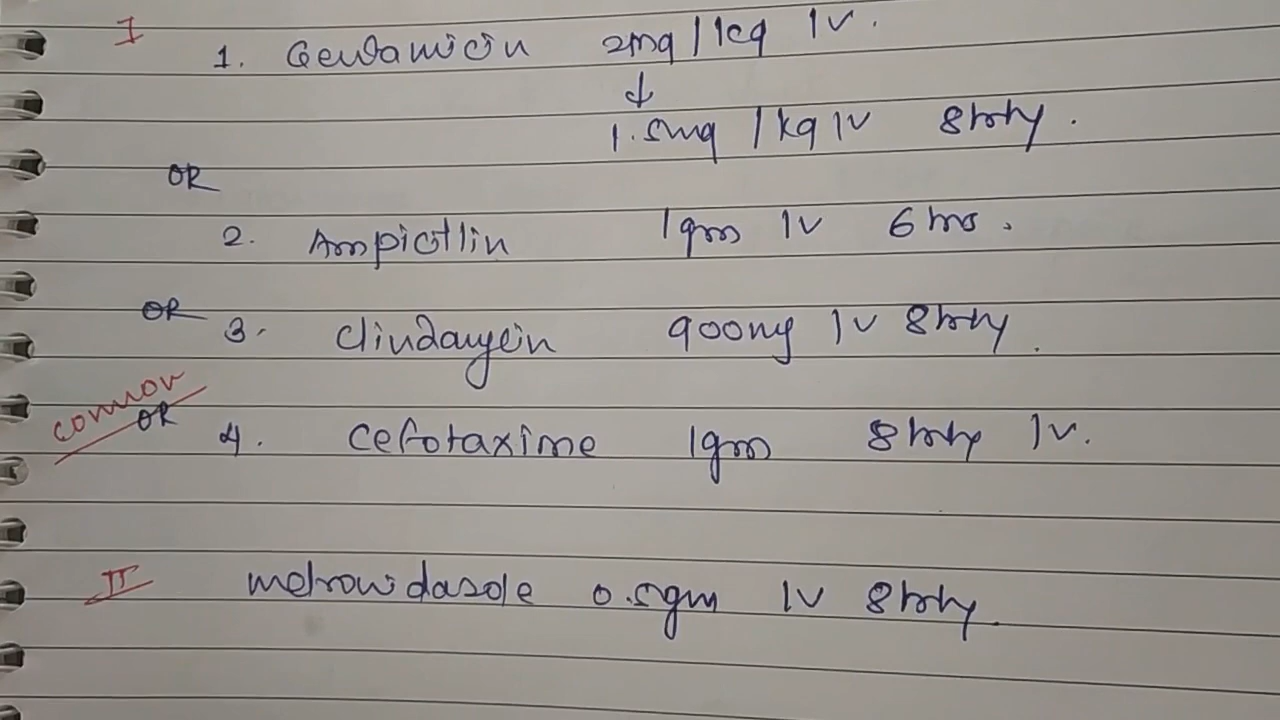 I
1. Gentamicin 2mg/kg IV.
↓
1.5mg/kg IV 8hrly.
OR
2. Ampicillin 1gm IV 6hrs.
OR 3. Clindamycin 900mg IV 8hrly.
common
OR 4. Cefotaxime 1gm 8hrly IV.
II metronidazole 0.5gm IV 8hrly.